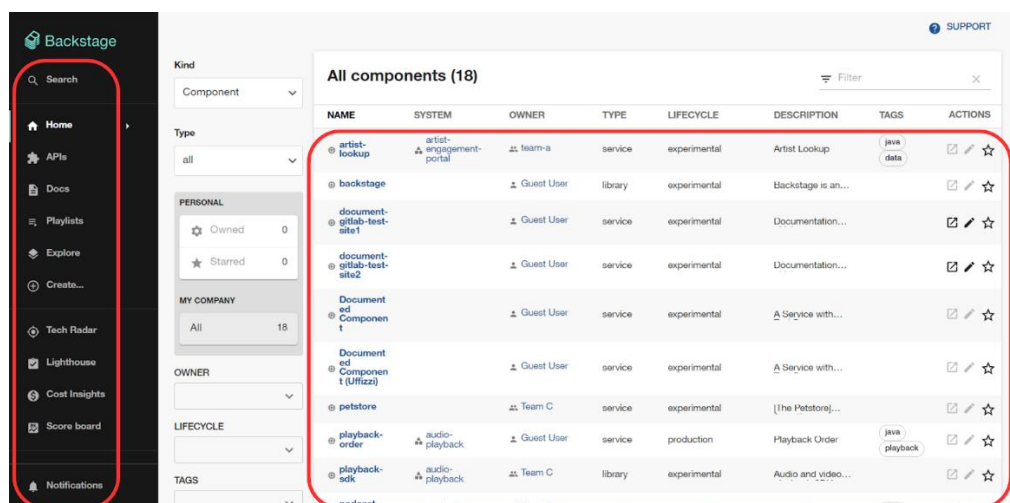 Backstage
Search
Home
APIs
Docs
Playlists
Explore
Create...
Tech Radar
Lighthouse
Cost Insights
Score board
Notifications
SUPPORT
Kind
Component
Type
all
PERSONAL
Owned 0
Starred 0
MY COMPANY
All 18
OWNER
LIFECYCLE
TAGS
All components (18)
Filter
NAME SYSTEM OWNER TYPE LIFECYCLE DESCRIPTION TAGS ACTIONS
artist-
lookup
artist-
engagement-
portal
team-a service experimental Artist Lookup
java
data
backstage Guest User library experimental Backstage is an...
document-
gitlab-test-
site1
Guest User service experimental Documentation...
document-
gitlab-test-
site2
Guest User service experimental Documentation...
Document
ed
Componen
t
Guest User service experimental A Service with...
Document
ed
Componen
t (Uffizzi)
Guest User service experimental A Service with...
petstore Team C service experimental [The Petstore]...
playback-
order
audio-
playback
Guest User service production Playback Order
java
playback
playback-
sdk
audio-
playback
Team C library experimental Audio and video...